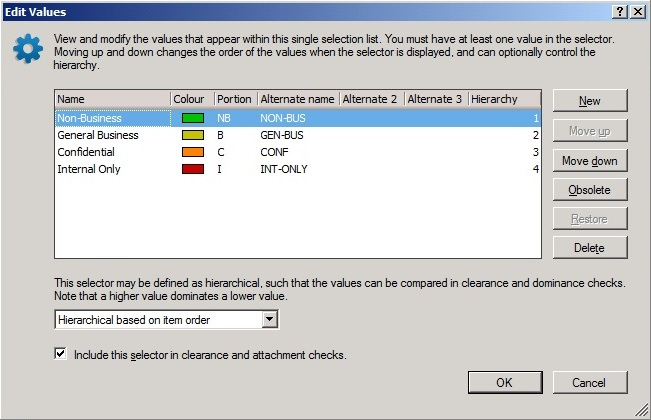 Edit Values
View and modify the values that appear within this single selection list. You must have at least one value in the selector.
Moving up and down changes the order of the values when the selector is displayed, and can optionally control the
hierarchy.
Name Colour Portion Alternate name Alternate 2 Alternate 3 Hierarchy
Non-Business NB NON-BUS 1
General Business B GEN-BUS 2
Confidential C CONF 3
Internal Only I INT-ONLY 4
New
Move up
Move down
Obsolete
Restore
Delete
This selector may be defined as hierarchical, such that the values can be compared in clearance and dominance checks.
Note that a higher value dominates a lower value.
Hierarchical based on item order
Include this selector in clearance and attachment checks.
OK Cancel